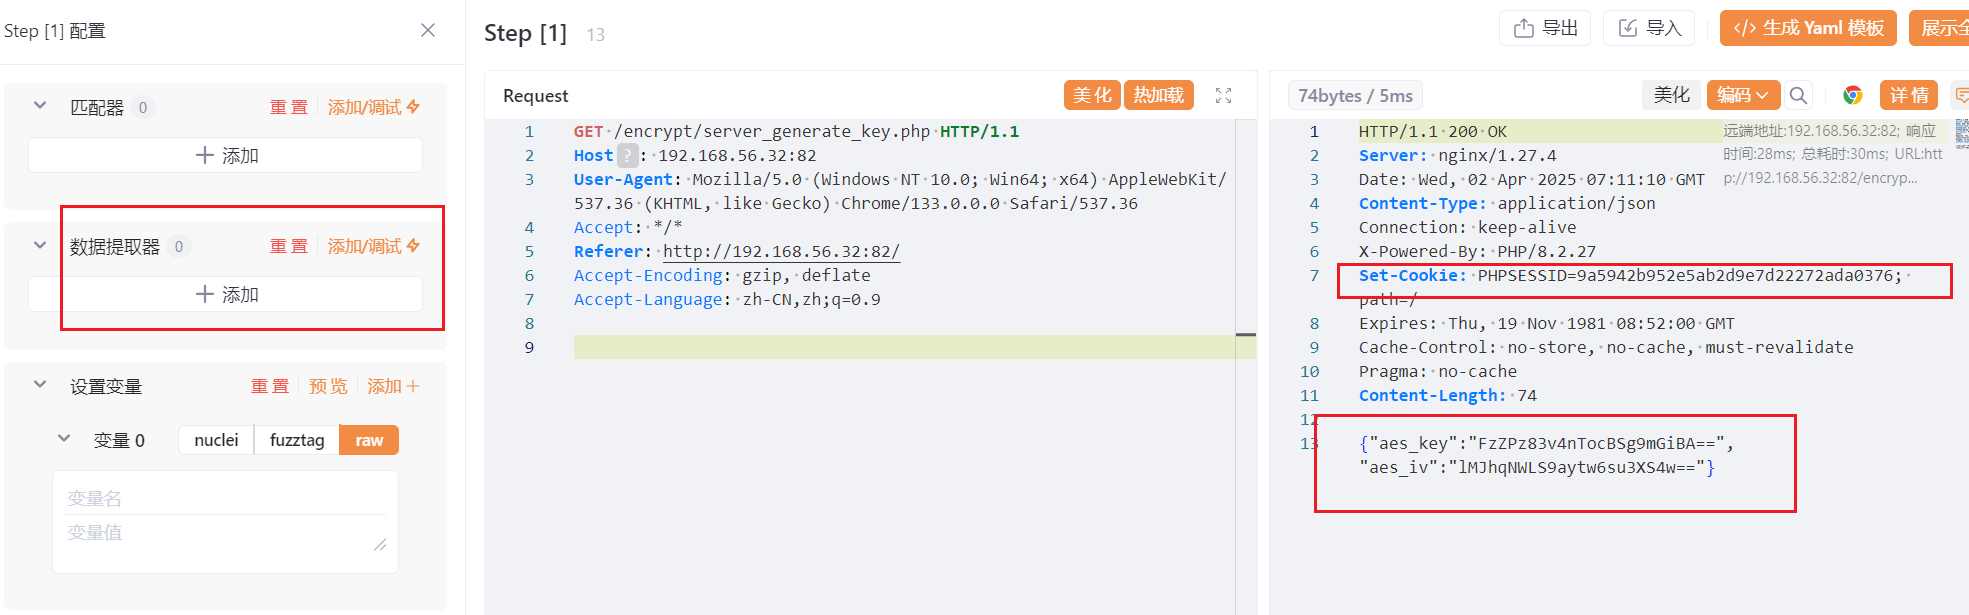 Step [1] 配置
匹配器 0 重置 添加/调试
添加
数据提取器 0 重置 添加/调试
添加
设置变量 重置 预览 添加
变量 0 nuclei fuzztag raw
变量名
变量值
Step [1] 13
导出 导入 </> 生成 Yaml 模板
Request 美化 热加载
1 GET /encrypt/server_generate_key.php HTTP/1.1
2 Host ? : 192.168.56.32:82
3 User-Agent: Mozilla/5.0 (Windows NT 10.0; Win64; x64) AppleWebKit/
537.36 (KHTML, like Gecko) Chrome/133.0.0.0 Safari/537.36
4 Accept: */*
5 Referer: http://192.168.56.32:82/
6 Accept-Encoding: gzip, deflate
7 Accept-Language: zh-CN,zh;q=0.9
8
9
74bytes / 5ms 美化 编码 详情
1 HTTP/1.1 200 OK
2 Server: nginx/1.27.4
3 Date: Wed, 02 Apr 2025 07:11:10 GMT
4 Content-Type: application/json
5 Connection: keep-alive
6 X-Powered-By: PHP/8.2.27
7 Set-Cookie: PHPSESSID=9a5942b952e5ab2d9e7d22272ada0376;
path=/
8 Expires: Thu, 19 Nov 1981 08:52:00 GMT
9 Cache-Control: no-store, no-cache, must-revalidate
10 Pragma: no-cache
11 Content-Length: 74
12
13 {"aes_key":"FzZPz83v4nTocBSg9mGiBA==",
"aes_iv":"lMJhqNWLS9aytw6su3XS4w=="}
远端地址:192.168.56.32:82; 响应
时间:28ms; 总耗时:30ms; URL:htt
p://192.168.56.32:82/encryp...